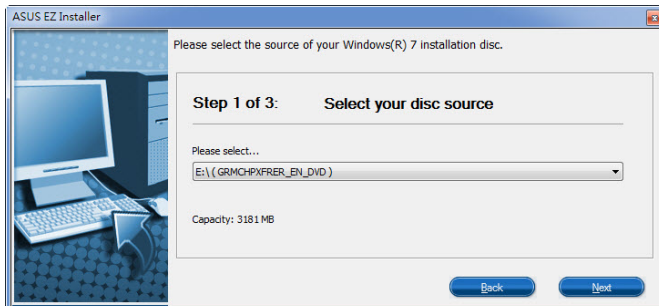 ASUS EZ Installer
Please select the source of your Windows(R) 7 installation disc.
Step 1 of 3: Select your disc source
Please select...
E:\ ( GRMCHPXFRER_EN_DVD )
Capacity: 3181 MB
Back Next